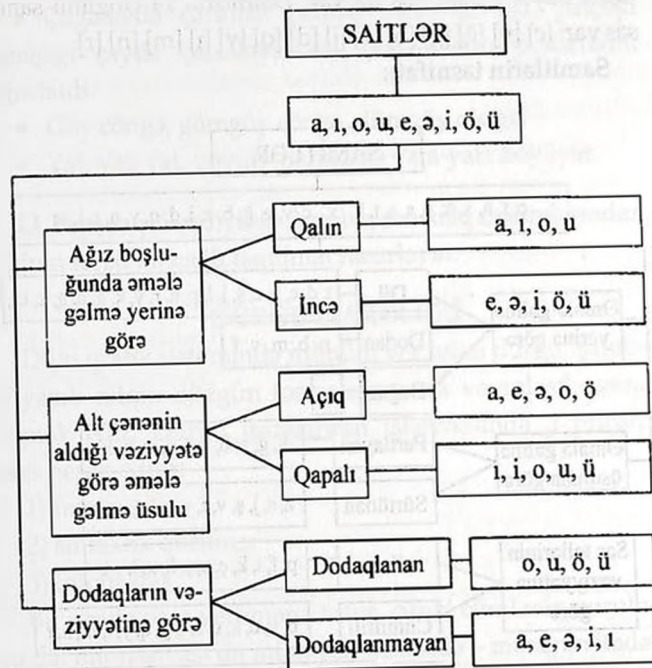 SAİTLƏR
a, ı, o, u, e, ə, i, ö, ü
Ağız boşlu-
ğunda əmələ
gəlmə yerinə
görə
Qalın
a, ı, o, u
İncə
e, ə, i, ö, ü
Alt çənənin
aldığı vəziyyətə
görə əmələ
gəlmə üsulu
Açıq
a, e, ə, o, ö
Qapalı
i, i, o, u, ü
Dodaqların və-
ziyyətinə görə
Dodaqlanan
o, u, ö, ü
Dodaqlanmayan
a, e, ə, i, ı